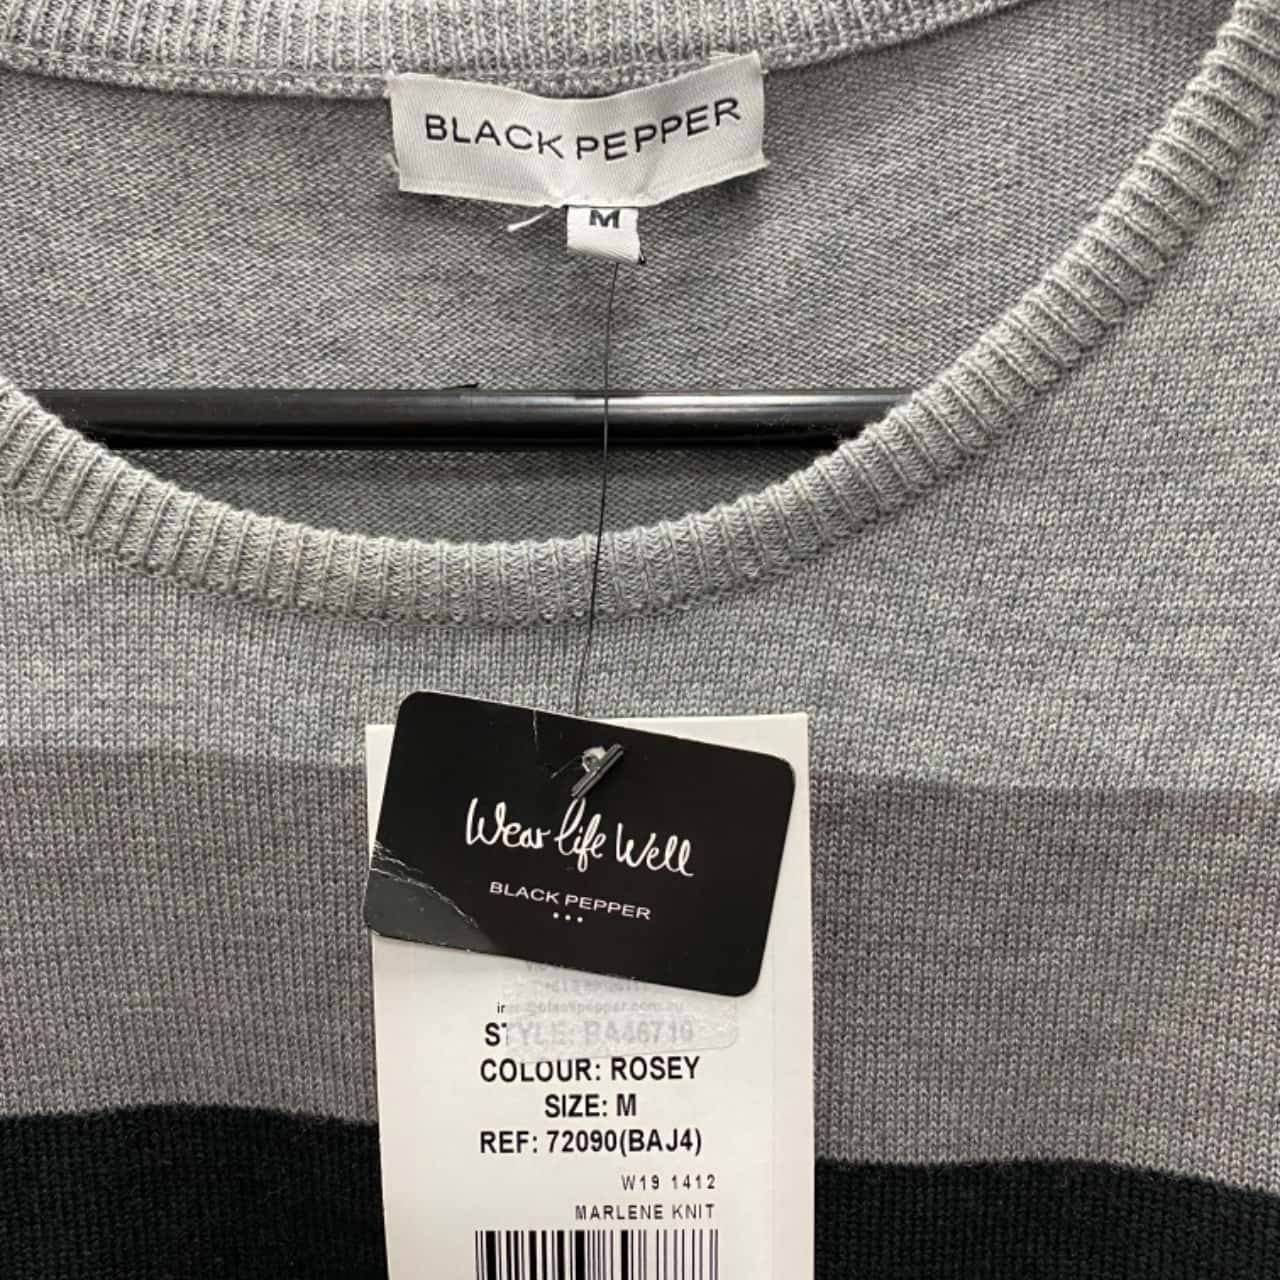 BLACK PEPPER
M
Wear life Well
BLACK PEPPER
STYLE: BA46710
COLOUR: ROSEY
SIZE: M
REF: 72090(BAJ4)
W19 1412
MARLENE KNIT